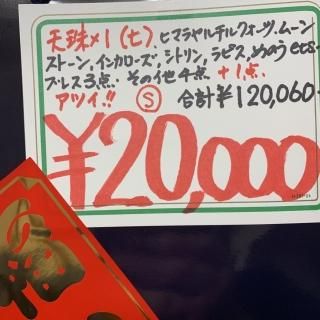 天珠×1(七)、ヒマラヤルチルクォーツ、ムーン
ストーン、インカローズ、シトリン、ラピス、めのう etc-
ブレス3点・その他4点 +1点.
アツイ!! Ⓢ 合計¥120,060-
¥20,000